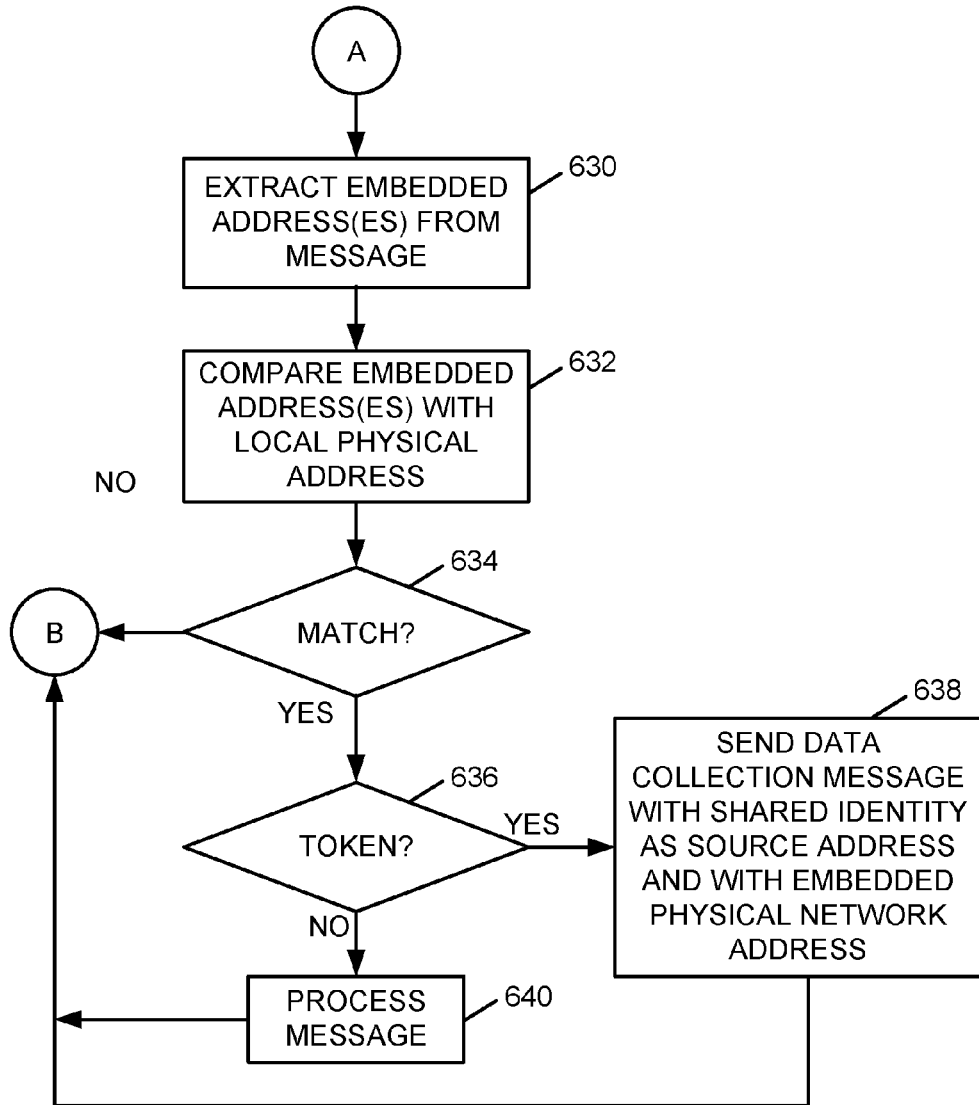 A
630
EXTRACT EMBEDDED
ADDRESS(ES) FROM
MESSAGE
632
COMPARE EMBEDDED
ADDRESS(ES) WITH
LOCAL PHYSICAL
ADDRESS
NO
634
B
MATCH?
YES
638
SEND DATA
COLLECTION MESSAGE
WITH SHARED IDENTITY
AS SOURCE ADDRESS
AND WITH EMBEDDED
PHYSICAL NETWORK
ADDRESS
636
TOKEN?
YES
NO
PROCESS
MESSAGE
640